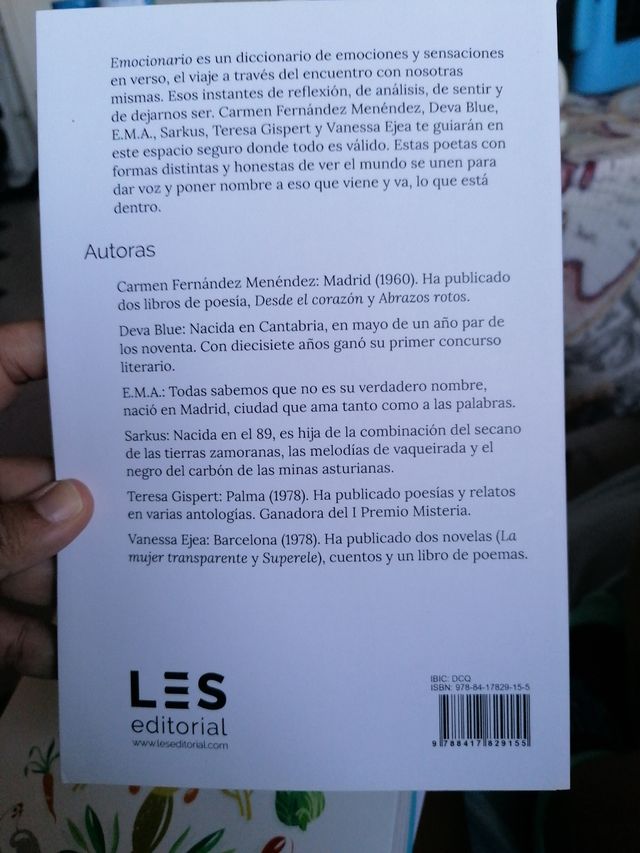 Emocionario es un diccionario de emociones y sensaciones
en verso, el viaje a través del encuentro con nosotras
mismas. Esos instantes de reflexión, de análisis, de sentir y
de dejarnos ser. Carmen Fernández Menéndez, Deva Blue,
E.M.A., Sarkus, Teresa Gispert y Vanessa Ejea te guiarán en
este espacio seguro donde todo es válido. Estas poetas con
formas distintas y honestas de ver el mundo se unen para
dar voz y poner nombre a eso que viene y va, lo que está
dentro.
Autoras
Carmen Fernández Menéndez: Madrid (1960). Ha publicado
dos libros de poesía, Desde el corazón y Abrazos rotos.
Deva Blue: Nacida en Cantabria, en mayo de un año par de
los noventa. Con diecisiete años ganó su primer concurso
literario.
E.M.A.: Todas sabemos que no es su verdadero nombre,
nació en Madrid, ciudad que ama tanto como a las palabras.
Sarkus: Nacida en el 89, es hija de la combinación del secano
de las tierras zamoranas, las melodías de vaqueirada y el
negro del carbón de las minas asturianas.
Teresa Gispert: Palma (1978). Ha publicado poesías y relatos
en varias antologías. Ganadora del I Premio Misteria.
Vanessa Ejea: Barcelona (1978). Ha publicado dos novelas (La
mujer transparente y Superele), cuentos y un libro de poemas.
LES
editorial
www.leseditorial.com
IBIC: DCQ
ISBN: 978-84-17829-15-5
9 788417 829155